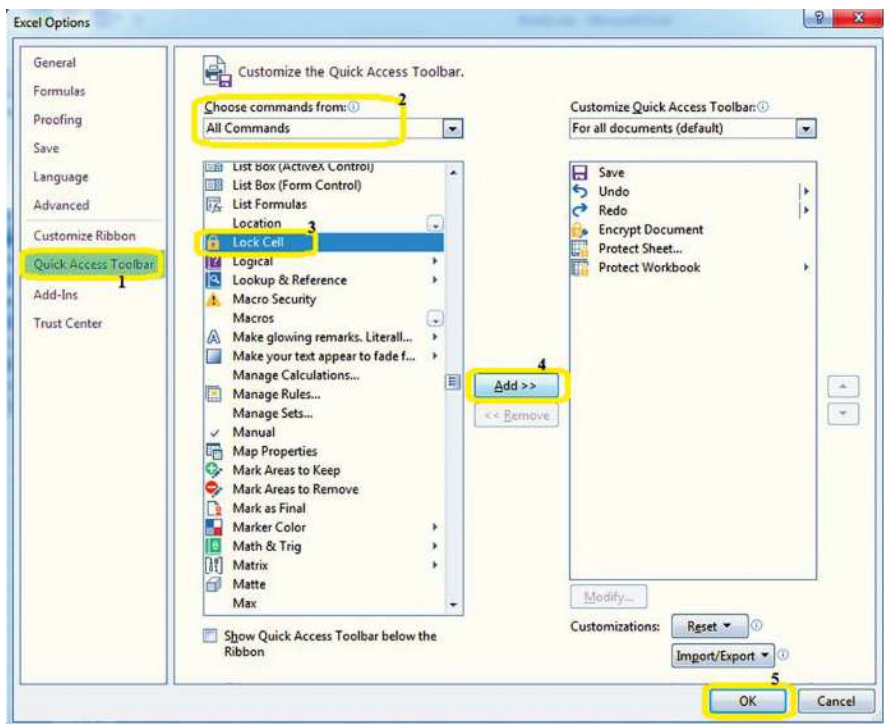 Excel Options
General
Formulas
Proofing
Save
Language
Advanced
Customize Ribbon
Quick Access Toolbar
1
Add-Ins
Trust Center
Customize the Quick Access Toolbar.
Choose commands from:
2
All Commands
List Box (ActiveX Control)
List Box (Form Control)
List Formulas
Location
3
Lock Cell
Logical
Lookup & Reference
Macro Security
Macros
Make glowing remarks. Literall...
Make your text appear to fade f...
Manage Calculations...
Manage Rules...
Manage Sets...
Manual
Map Properties
Mark Areas to Keep
Mark Areas to Remove
Mark as Final
Marker Color
Math & Trig
Matrix
Matte
Max
Show Quick Access Toolbar below the
Ribbon
4
Add >>
<< Remove
Customize Quick Access Toolbar:
For all documents (default)
Save
Undo
Redo
Encrypt Document
Protect Sheet...
Protect Workbook
Modify...
Customizations:
Reset
Import/Export
5
OK
Cancel